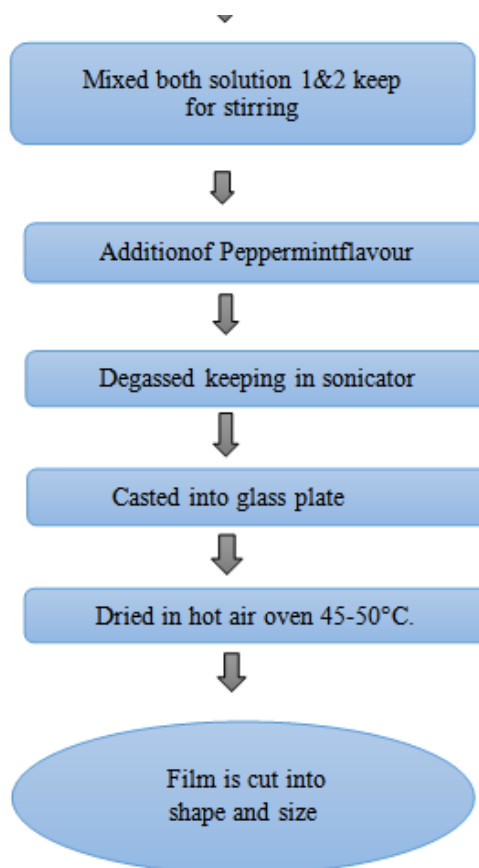 Mixed both solution 1&2 keep
for stirring
Additionof Peppermintflavour
Degassed keeping in sonicator
Casted into glass plate
Dried in hot air oven 45-50°C.
Film is cut into
shape and size